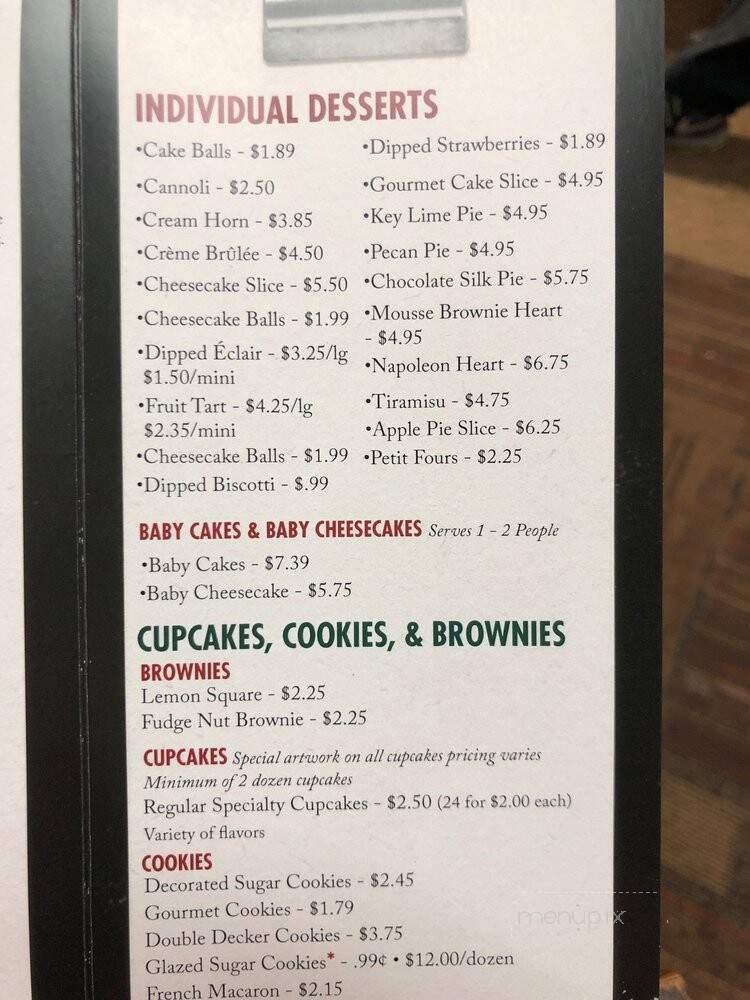 INDIVIDUAL DESSERTS
•Cake Balls - $1.89
•Cannoli - $2.50
•Cream Horn - $3.85
•Crème Brûlée - $4.50
•Cheesecake Slice - $5.50
•Cheesecake Balls - $1.99
•Dipped Éclair - $3.25/lg
$1.50/mini
•Fruit Tart - $4.25/lg
$2.35/mini
•Cheesecake Balls - $1.99
•Dipped Biscotti - $.99
•Dipped Strawberries - $1.89
•Gourmet Cake Slice - $4.95
•Key Lime Pie - $4.95
•Pecan Pie - $4.95
•Chocolate Silk Pie - $5.75
•Mousse Brownie Heart
- $4.95
•Napoleon Heart - $6.75
•Tiramisu - $4.75
•Apple Pie Slice - $6.25
•Petit Fours - $2.25
BABY CAKES & BABY CHEESECAKES Serves 1 - 2 People
•Baby Cakes - $7.39
•Baby Cheesecake - $5.75
CUPCAKES, COOKIES, & BROWNIES
BROWNIES
Lemon Square - $2.25
Fudge Nut Brownie - $2.25
CUPCAKES Special artwork on all cupcakes pricing varies
Minimum of 2 dozen cupcakes
Regular Specialty Cupcakes - $2.50 (24 for $2.00 each)
Variety of flavors
COOKIES
Decorated Sugar Cookies - $2.45
Gourmet Cookies - $1.79
Double Decker Cookies - $3.75
Glazed Sugar Cookies* - .99¢ • $12.00/dozen
French Macaron - $2.15
menupix